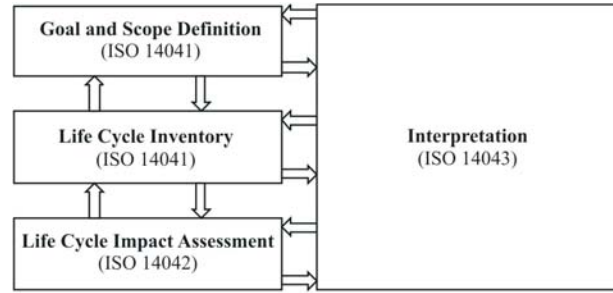 Goal and Scope Definition
(ISO 14041)
Life Cycle Inventory
(ISO 14041)
Life Cycle Impact Assessment
(ISO 14042)
Interpretation
(ISO 14043)